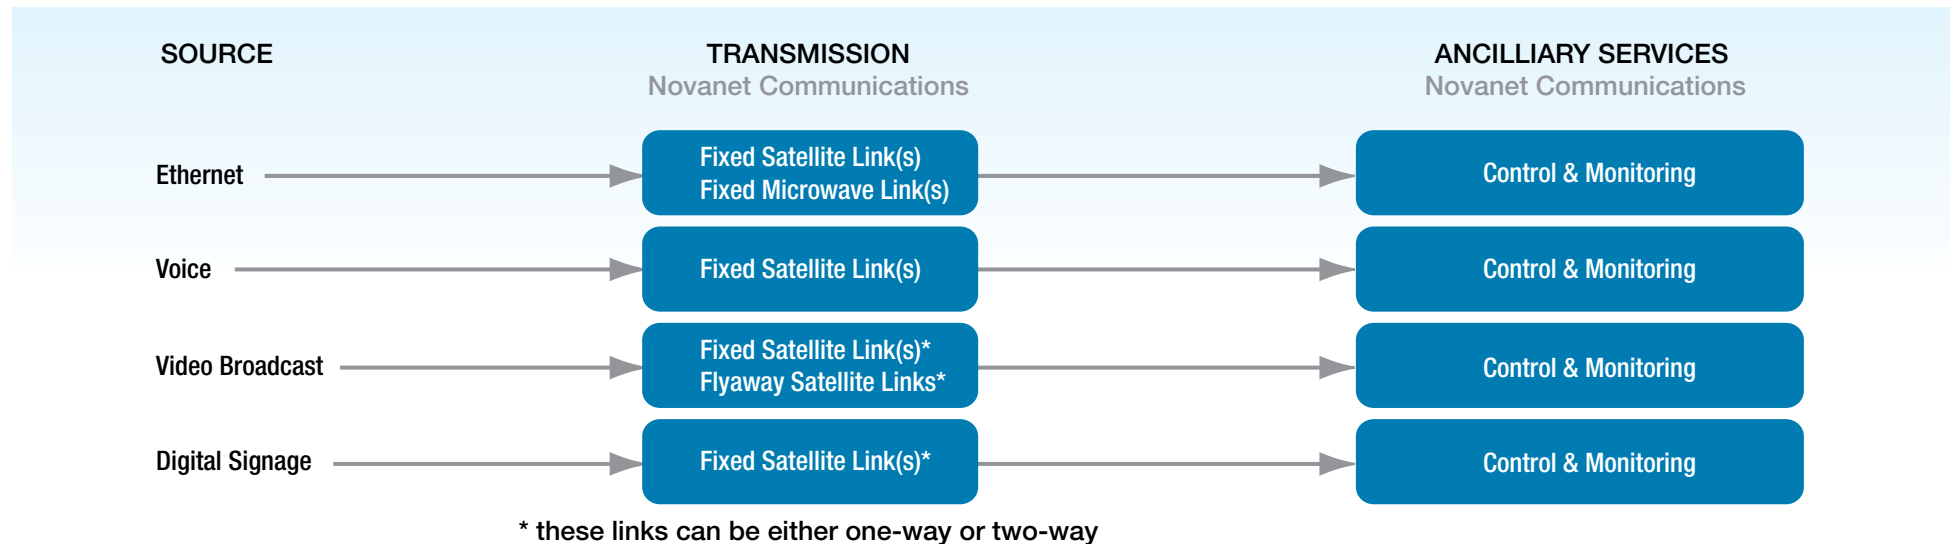 SOURCE
TRANSMISSION
Novanet Communications
ANCILLIARY SERVICES
Novanet Communications
Ethernet
Fixed Satellite Link(s)
Fixed Microwave Link(s)
Control & Monitoring
Voice
Fixed Satellite Link(s)
Control & Monitoring
Video Broadcast
Fixed Satellite Link(s)*
Flyaway Satellite Links*
Control & Monitoring
Digital Signage
Fixed Satellite Link(s)*
Control & Monitoring
* these links can be either one-way or two-way